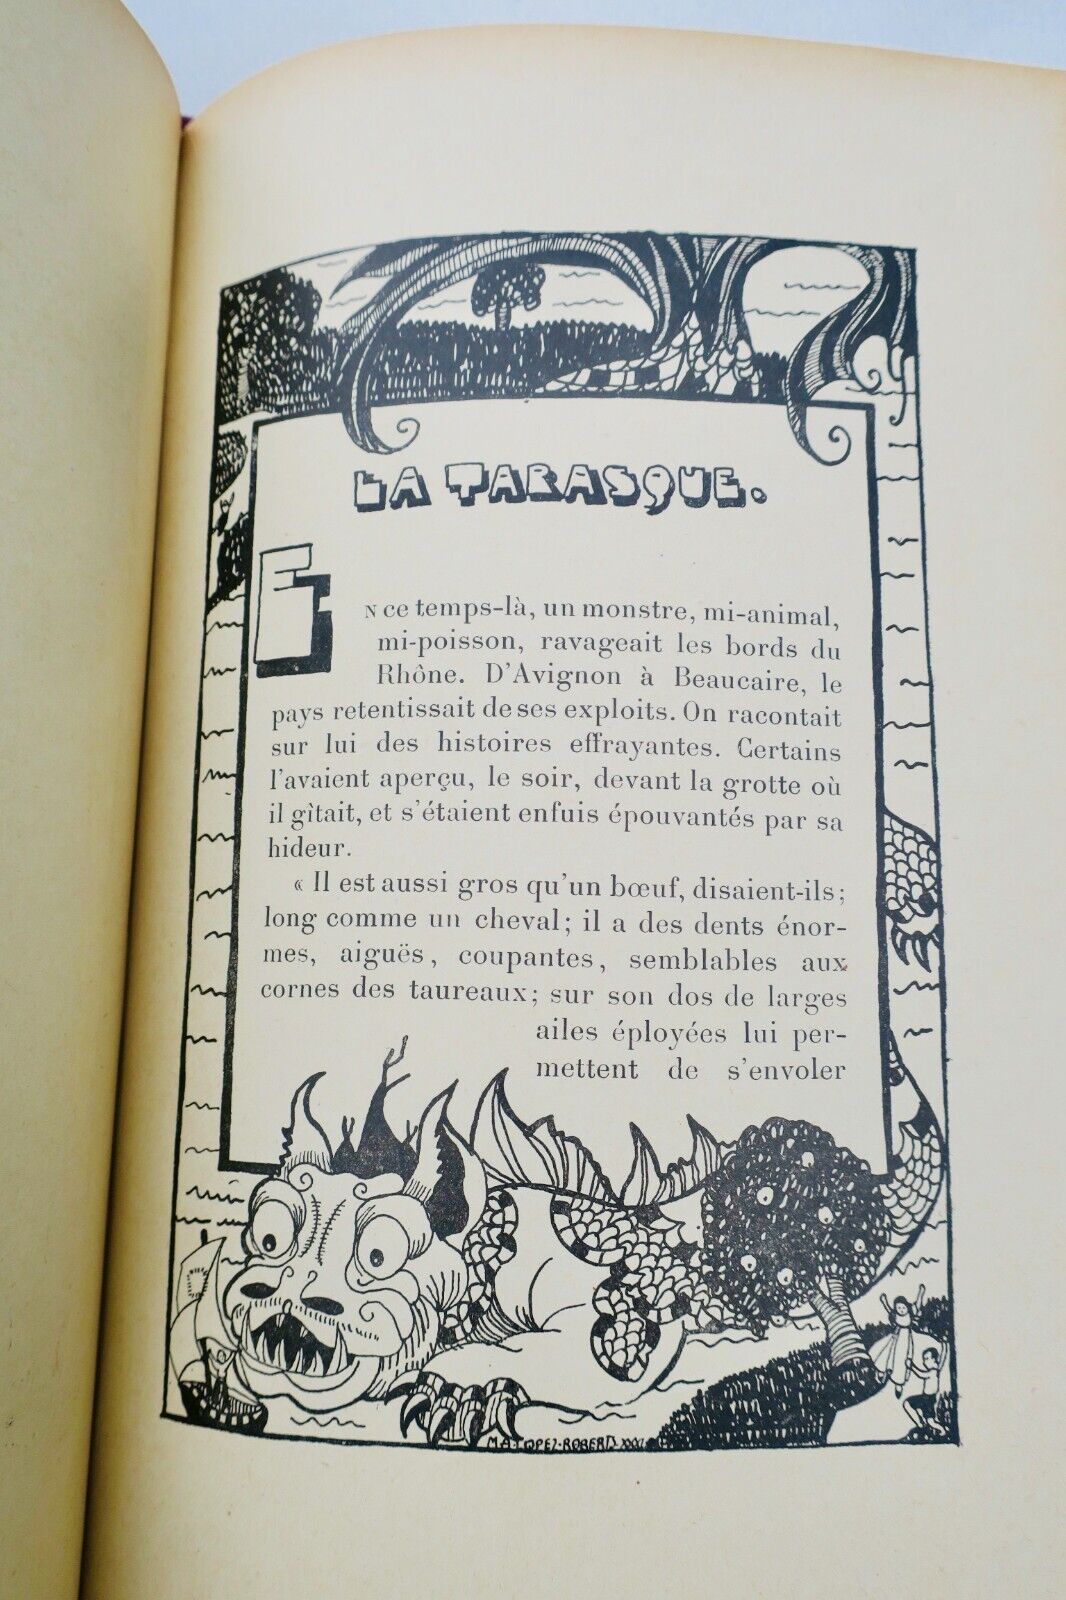 LA TARASQUE.
EN ce temps-là, un monstre, mi-animal,
mi-poisson, ravageait les bords du
Rhône. D'Avignon à Beaucaire, le
pays retentissait de ses exploits. On racontait
sur lui des histoires effrayantes. Certains
l'avaient aperçu, le soir, devant la grotte où
il gîtait, et s'étaient enfuis épouvantés par sa
hideur.
« Il est aussi gros qu'un bœuf, disaient-ils;
long comme un cheval; il a des dents énor-
mes, aiguës, coupantes, semblables aux
cornes des taureaux; sur son dos de larges
ailes éployées lui per-
mettent de s'envoler
M.A. LOPEZ-ROBERTS